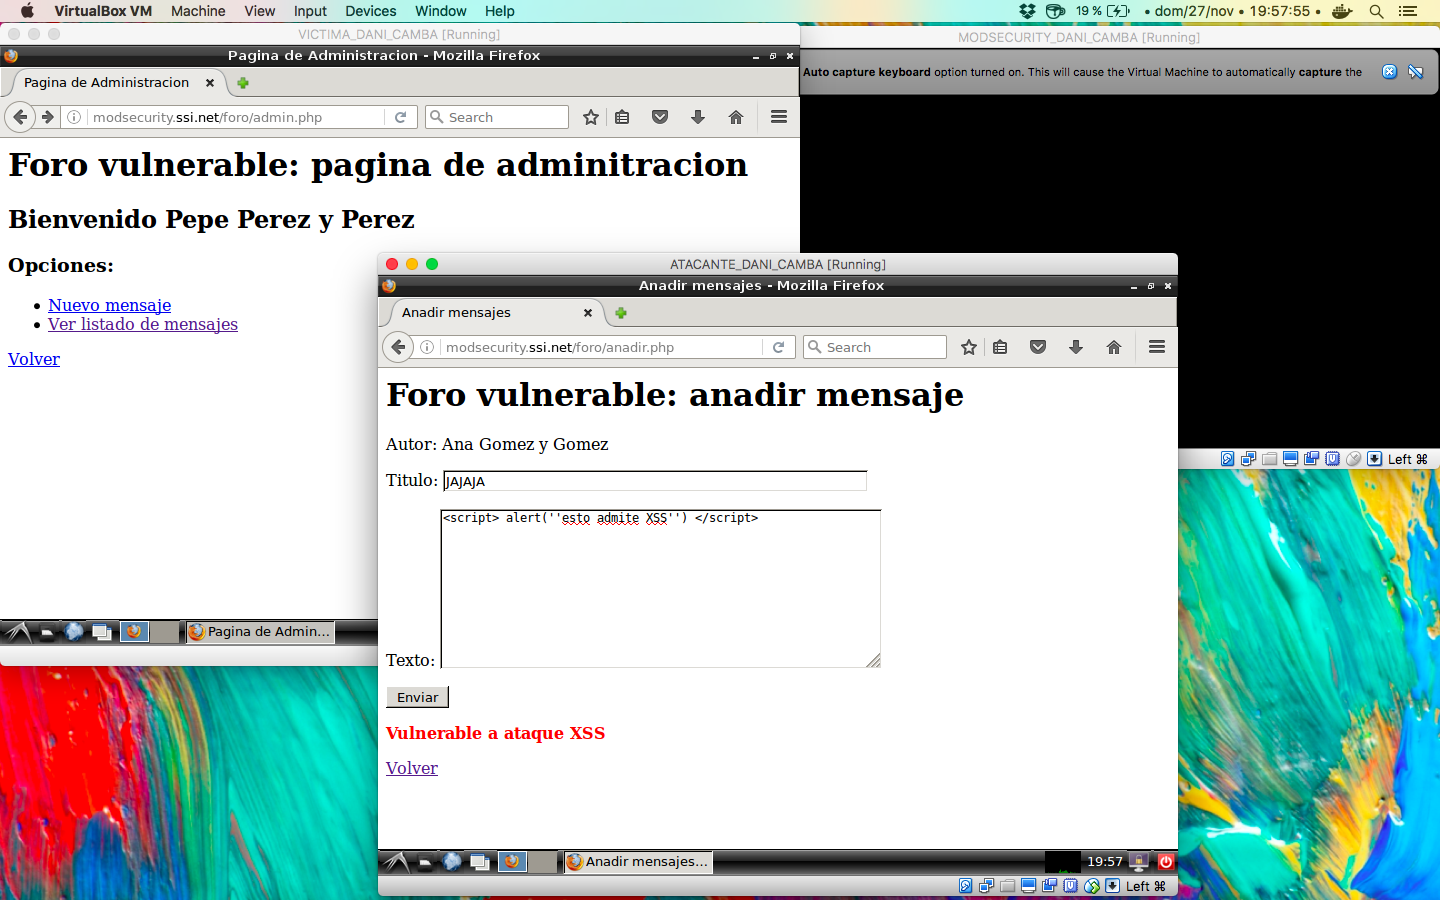 VirtualBox VM Machine View Input Devices Window Help 19 % • dom/27/nov • 19:57:55 •
VICTIMA_DANI_CAMBA [Running]
Pagina de Administracion - Mozilla Firefox
Pagina de Administracion
modsecurity.ssi.net/foro/admin.php Search
Foro vulnerable: pagina de adminitracion
Bienvenido Pepe Perez y Perez
Opciones:
• Nuevo mensaje
• Ver listado de mensajes
Volver
Pagina de Admin...
MODSECURITY_DANI_CAMBA [Running]
Auto capture keyboard option turned on. This will cause the Virtual Machine to automatically capture the
Left ⌘
ATACANTE_DANI_CAMBA [Running]
Anadir mensajes - Mozilla Firefox
Anadir mensajes
modsecurity.ssi.net/foro/anadir.php Search
Foro vulnerable: anadir mensaje
Autor: Ana Gomez y Gomez
Titulo: JAJAJA
<script> alert(''esto admite XSS'') </script>
Texto:
Enviar
Vulnerable a ataque XSS
Volver
Anadir mensajes... 19:57
Left ⌘